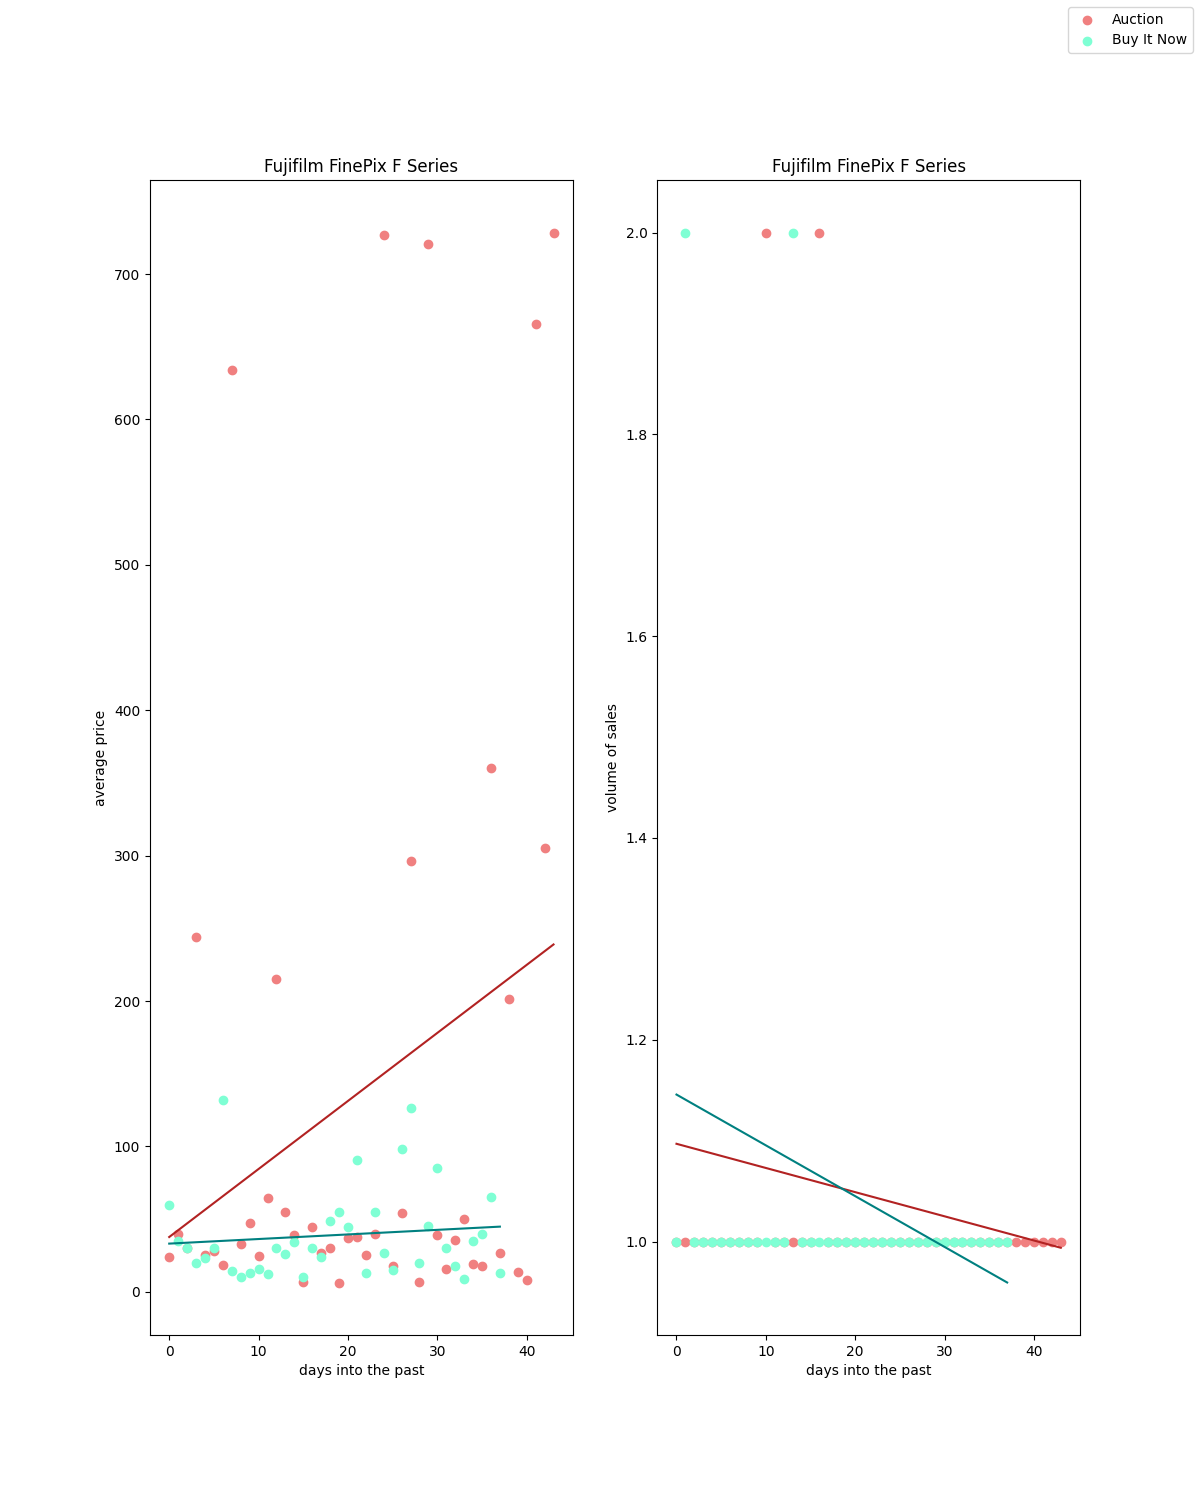 Auction
Buy It Now
Fujifilm FinePix F Series
Fujifilm FinePix F Series
average price
700
600
500
400
300
200
100
0
0 10 20 30 40
days into the past
volume of sales
2.0
1.8
1.6
1.4
1.2
1.0
0 10 20 30 40
days into the past